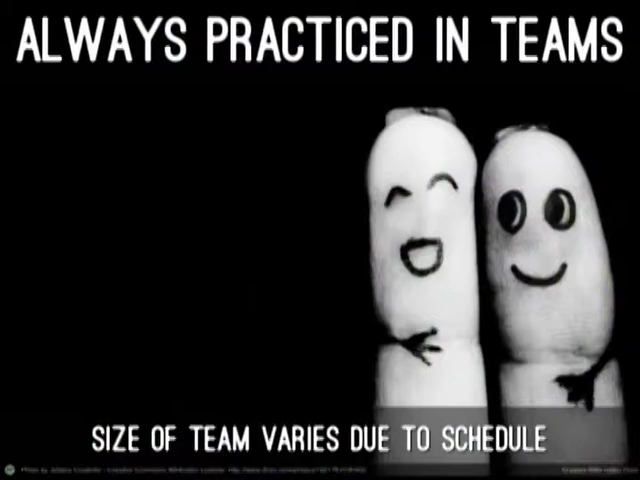 ALWAYS PRACTICED IN TEAMS
SIZE OF TEAM VARIES DUE TO SCHEDULE